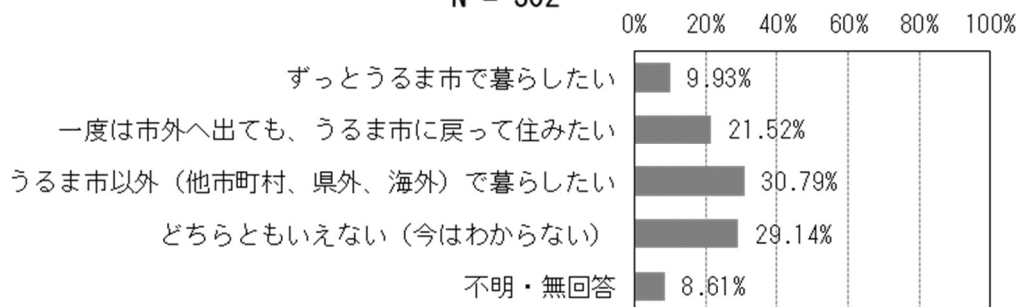 N = 302
0% 20% 40% 60% 80% 100%
ずっとうるま市で暮らしたい 9.93%
一度は市外へ出ても、うるま市に戻って住みたい 21.52%
うるま市以外（他市町村、県外、海外）で暮らしたい 30.79%
どちらともいえない（今はわからない） 29.14%
不明・無回答 8.61%